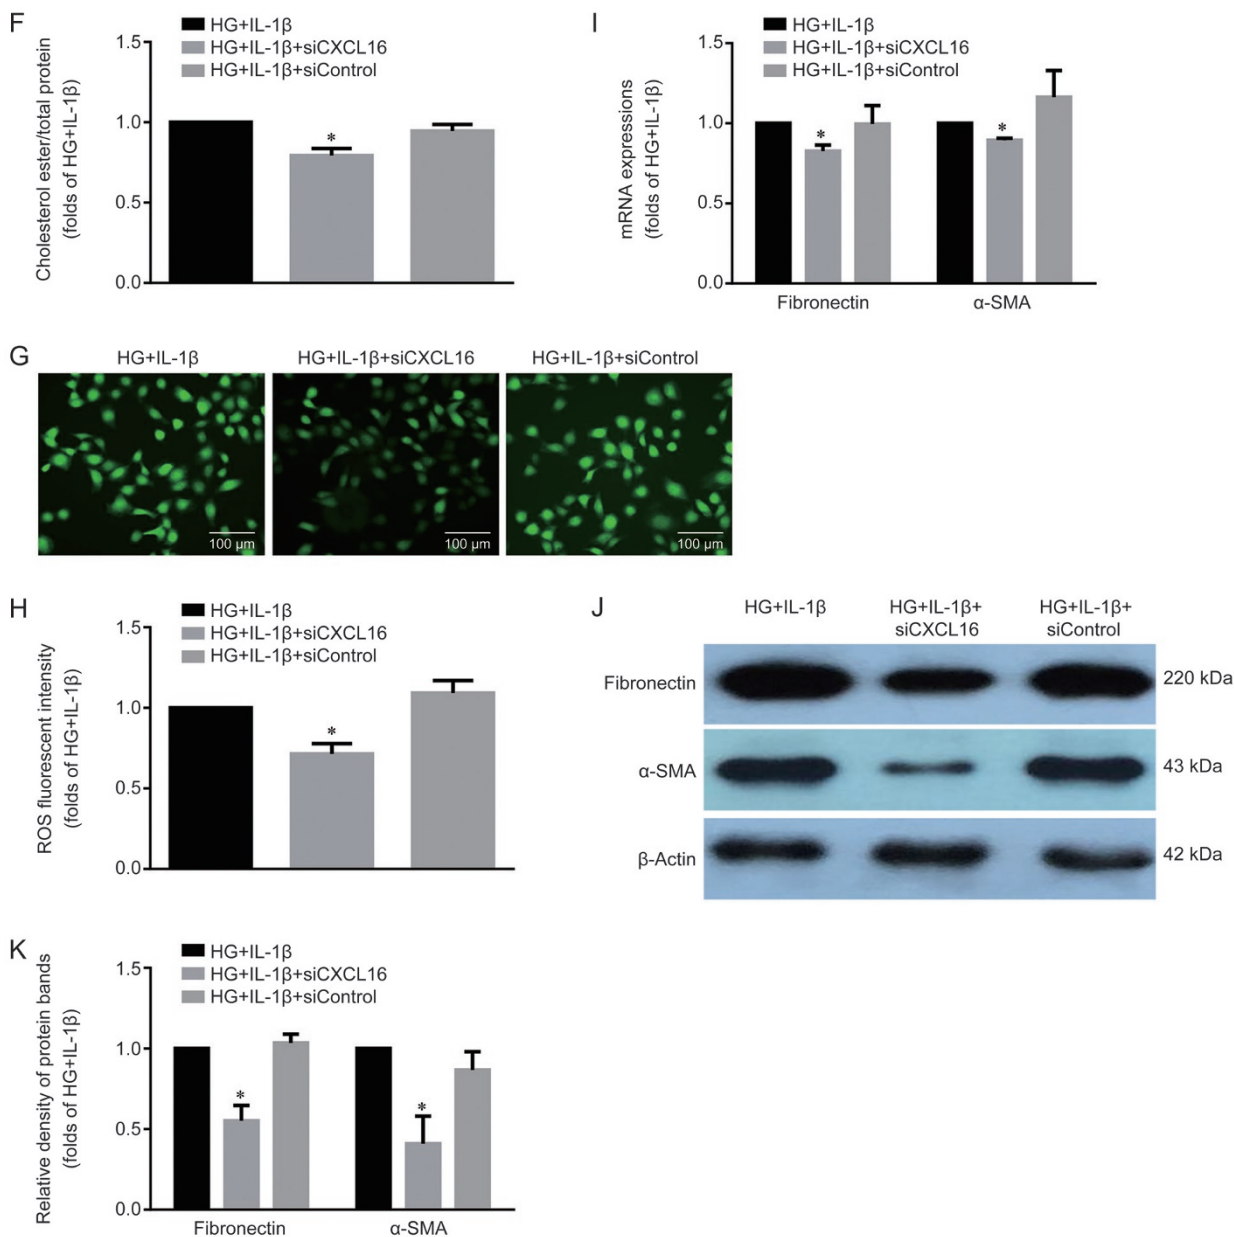 F
HG+IL-1β
HG+IL-1β+siCXCL16
HG+IL-1β+siControl
Cholesterol ester/total protein
(folds of HG+IL-1β)
1.5
1.0
0.5
0.0
*
I
HG+IL-1β
HG+IL-1β+siCXCL16
HG+IL-1β+siControl
mRNA expressions
(folds of HG+IL-1β)
1.5
1.0
0.5
0.0
*
*
Fibronectin
α-SMA
G
HG+IL-1β
HG+IL-1β+siCXCL16
HG+IL-1β+siControl
100 μm
100 μm
100 μm
H
HG+IL-1β
HG+IL-1β+siCXCL16
HG+IL-1β+siControl
ROS fluorescent intensity
(folds of HG+IL-1β)
1.5
1.0
0.5
0.0
*
J
HG+IL-1β
HG+IL-1β+
siCXCL16
HG+IL-1β+
siControl
Fibronectin
220 kDa
α-SMA
43 kDa
β-Actin
42 kDa
K
HG+IL-1β
HG+IL-1β+siCXCL16
HG+IL-1β+siControl
Relative density of protein bands
(folds of HG+IL-1β)
1.5
1.0
0.5
0.0
*
*
Fibronectin
α-SMA